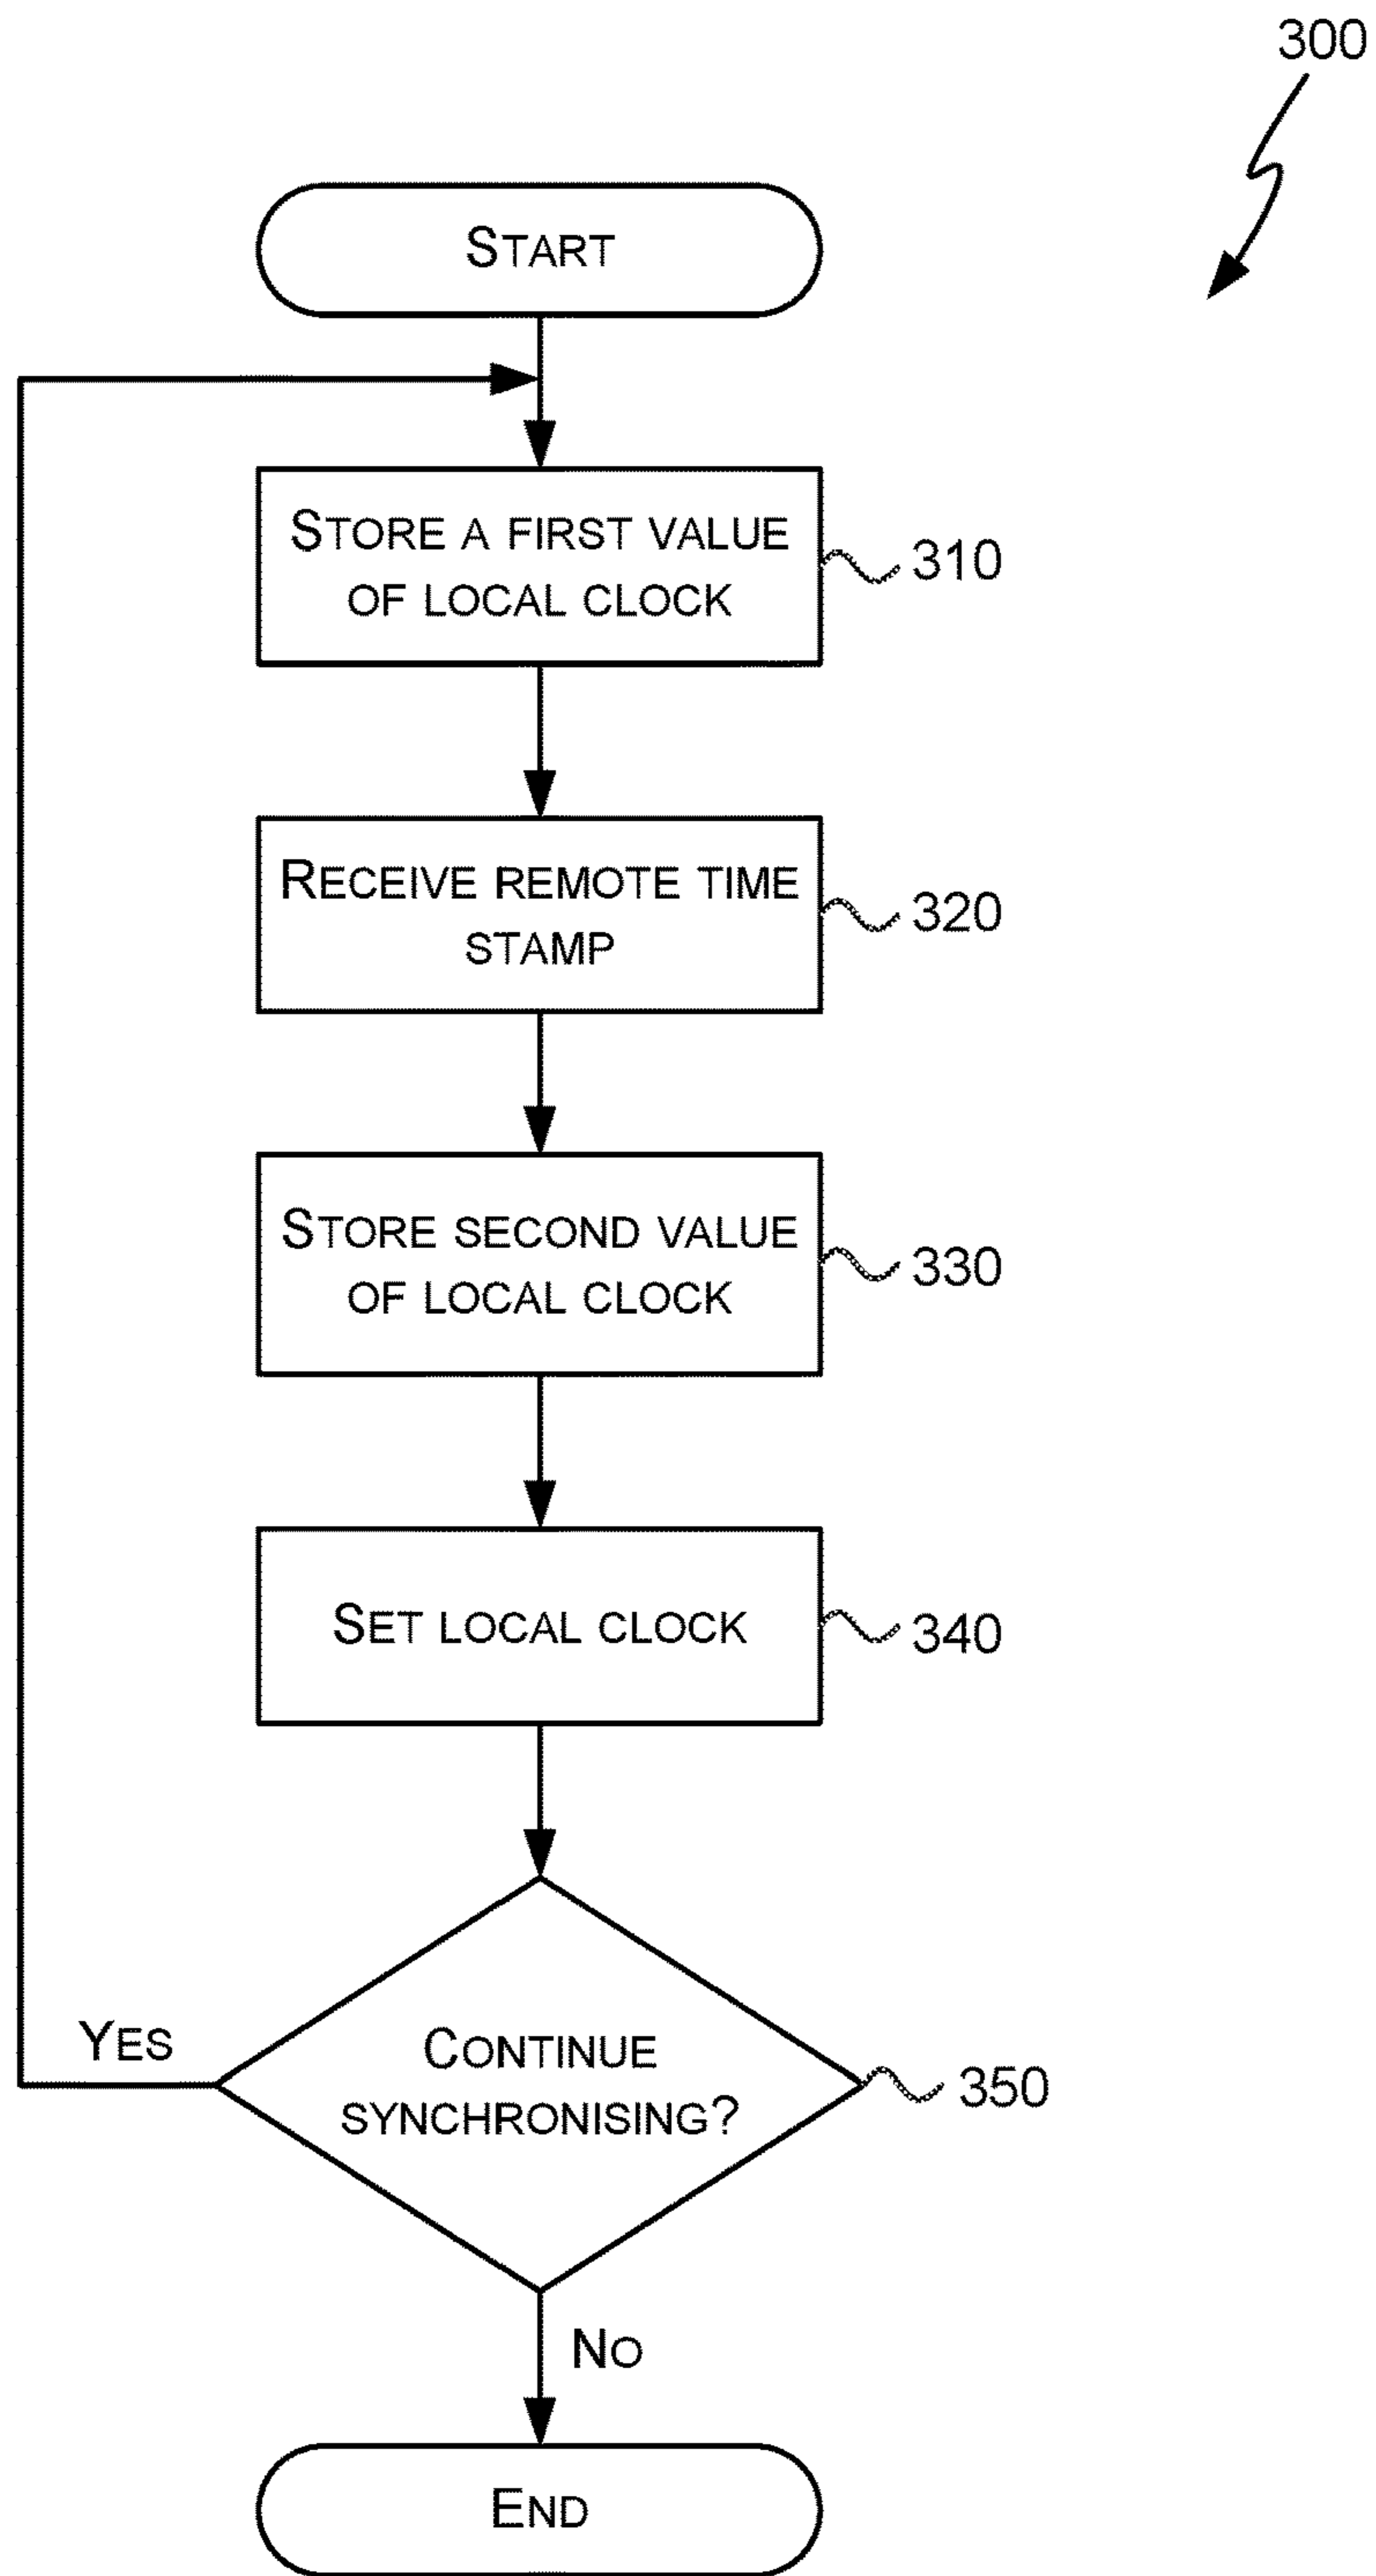 300
START
STORE A FIRST VALUE
OF LOCAL CLOCK
310
RECEIVE REMOTE TIME
STAMP
320
STORE SECOND VALUE
OF LOCAL CLOCK
330
SET LOCAL CLOCK
340
YES
CONTINUE
SYNCHRONISING?
350
NO
END